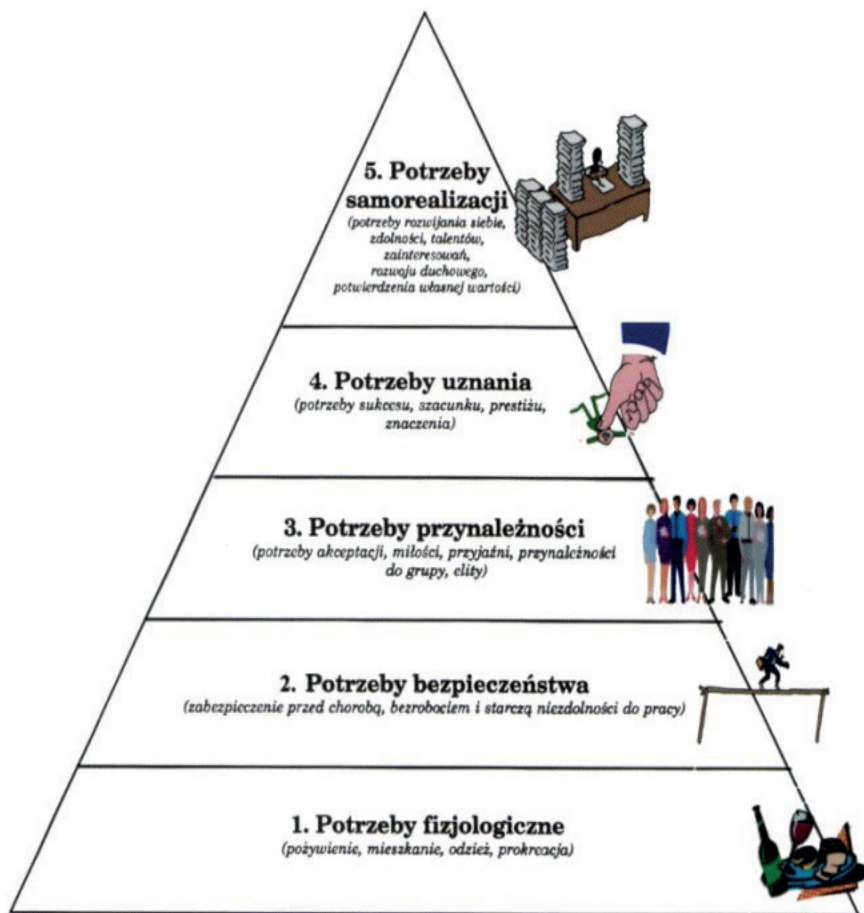 5. Potrzeby
samorealizacji
(potrzeby rozwijania siebie,
zdolności, talentów,
zainteresowań,
rozwoju duchowego,
potwierdzenia własnej wartości)
4. Potrzeby uznania
(potrzeby sukcesu, szacunku, prestiżu,
znaczenia)
3. Potrzeby przynależności
(potrzeby akceptacji, miłości, przyjaźni, przynależności
do grupy, elity)
2. Potrzeby bezpieczeństwa
(zabezpieczenie przed chorobą, bezrobociem i starczą niezdolności do pracy)
1. Potrzeby fizjologiczne
(pożywienie, mieszkanie, odzież, prokreacja)